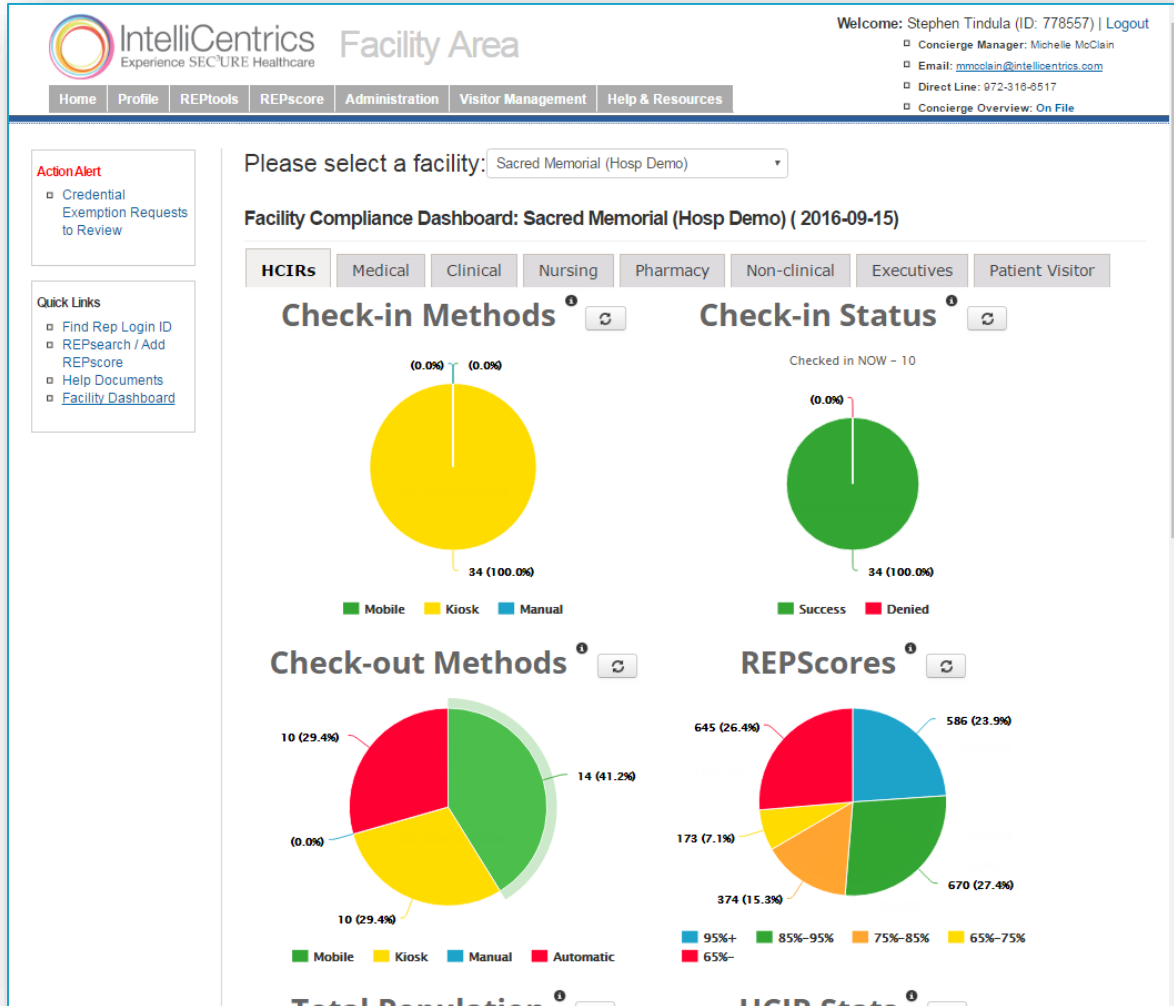 IntelliCentrics
Experience SEC³URE Healthcare
Facility Area
Welcome: Stephen Tindula (ID: 778557) | Logout
Concierge Manager: Michelle McClain
Email: mmcclain@intellicentrics.com
Direct Line: 972-316-6517
Concierge Overview: On File
Home Profile REPtools REPscore Administration Visitor Management Help & Resources
Action Alert
Credential
Exemption Requests
to Review
Quick Links
Find Rep Login ID
REPsearch / Add
REPscore
Help Documents
Facility Dashboard
Please select a facility: Sacred Memorial (Hosp Demo)
Facility Compliance Dashboard: Sacred Memorial (Hosp Demo) ( 2016-09-15)
HCIRs Medical Clinical Nursing Pharmacy Non-clinical Executives Patient Visitor
Check-in Methods
(0.0%) (0.0%)
34 (100.0%)
Mobile Kiosk Manual
Check-in Status
Checked in NOW – 10
(0.0%)
34 (100.0%)
Success Denied
Check-out Methods
10 (29.4%)
14 (41.2%)
(0.0%)
10 (29.4%)
Mobile Kiosk Manual Automatic
REPScores
645 (26.4%)
586 (23.9%)
173 (7.1%)
374 (15.3%)
670 (27.4%)
95%+ 85%–95% 75%–85% 65%–75%
65%–
Total Population
HCIR Stats